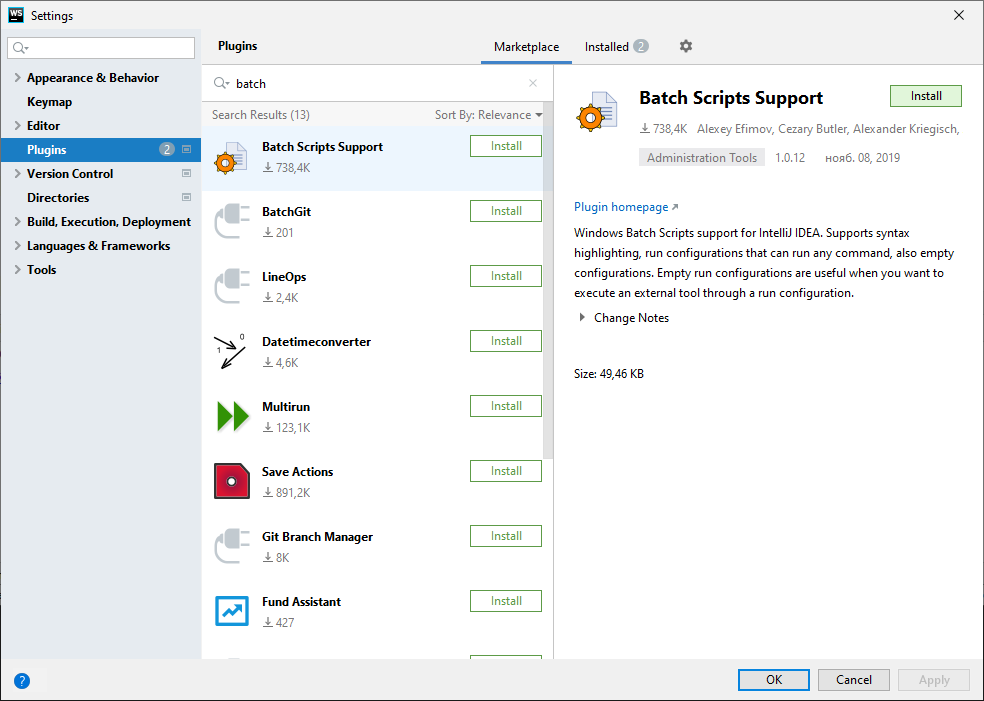 WS Settings
Appearance & Behavior
Keymap
Editor
Plugins 2
Version Control
Directories
Build, Execution, Deployment
Languages & Frameworks
Tools
Plugins
Marketplace
Installed 2
batch
Search Results (13) Sort By: Relevance
Batch Scripts Support Install
738,4K
BatchGit Install
201
LineOps Install
2,4K
1 0
Datetimeconverter Install
4,6K
Multirun Install
123,1K
Save Actions Install
891,2K
Git Branch Manager Install
8K
Fund Assistant Install
427
Batch Scripts Support Install
738,4K Alexey Efimov, Cezary Butler, Alexander Kriegisch,
Administration Tools 1.0.12 нояб. 08, 2019
Plugin homepage
Windows Batch Scripts support for IntelliJ IDEA. Supports syntax
highlighting, run configurations that can run any command, also empty
configurations. Empty run configurations are useful when you want to
execute an external tool through a run configuration.
Change Notes
Size: 49,46 KB
? OK Cancel Apply